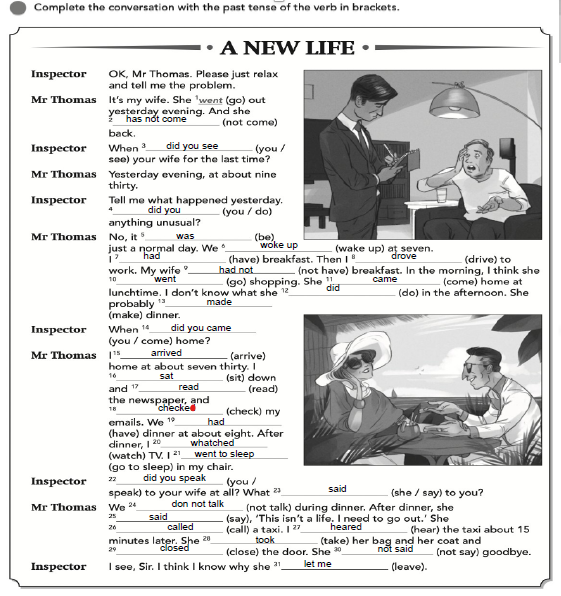 Complete the conversation with the past tense of the verb in brackets.
• A NEW LIFE •
Inspector OK, Mr Thomas. Please just relax
and tell me the problem.
Mr Thomas It's my wife. She ¹went (go) out
yesterday evening. And she
² has not come (not come)
back.
Inspector When ³ did you see (you /
see) your wife for the last time?
Mr Thomas Yesterday evening, at about nine
thirty.
Inspector Tell me what happened yesterday.
⁴ did you (you / do)
anything unusual?
Mr Thomas No, it ⁵ was (be)
just a normal day. We ⁶ woke up (wake up) at seven.
I ⁷ had (have) breakfast. Then I ⁸ drove (drive) to
work. My wife ⁹ had not (not have) breakfast. In the morning, I think she
¹⁰ went (go) shopping. She ¹¹ came (come) home at
lunchtime. I don't know what she ¹² did (do) in the afternoon. She
probably ¹³ made
(make) dinner.
Inspector When ¹⁴ did you came
(you / come) home?
Mr Thomas I ¹⁵ arrived (arrive)
home at about seven thirty. I
¹⁶ sat (sit) down
and ¹⁷ read (read)
the newspaper, and
¹⁸ checked (check) my
emails. We ¹⁹ had
(have) dinner at about eight. After
dinner, I ²⁰ whatched
(watch) TV. I ²¹ went to sleep
(go to sleep) in my chair.
Inspector ²² did you speak (you /
speak) to your wife at all? What ²³ said (she / say) to you?
Mr Thomas We ²⁴ don not talk (not talk) during dinner. After dinner, she
²⁵ said (say), 'This isn't a life. I need to go out.' She
²⁶ called (call) a taxi. I ²⁷ heared (hear) the taxi about 15
minutes later. She ²⁸ took (take) her bag and her coat and
²⁹ closed (close) the door. She ³⁰ not said (not say) goodbye.
Inspector I see, Sir. I think I know why she ³¹ let me (leave).